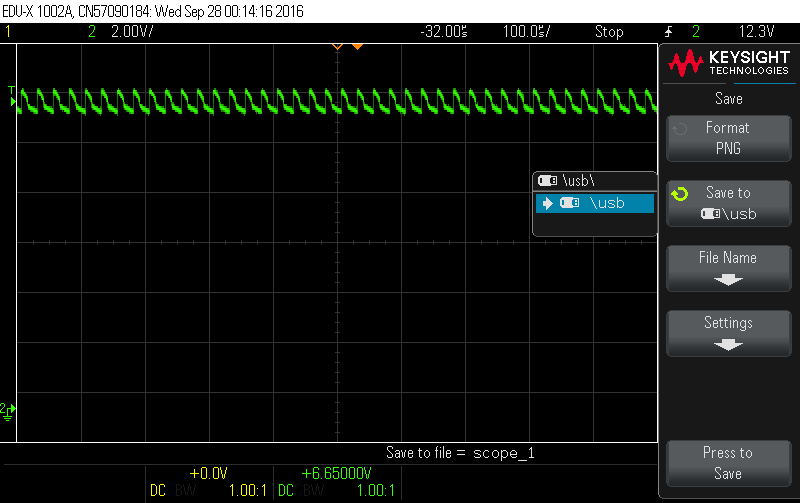 EDU-X 1002A, CN57090184: Wed Sep 28 00:14:16 2016
1 2 2.00V/ -32.00s 100.0s/ Stop 2 12.3V
KEYSIGHT
TECHNOLOGIES
Save
Format
PNG
\usb\
\usb
Save to
\usb
File Name
Settings
T
2
Save to file = scope_1
Press to
Save
+0.0V +6.65000V
DC BW 1.00:1 DC BW 1.00:1